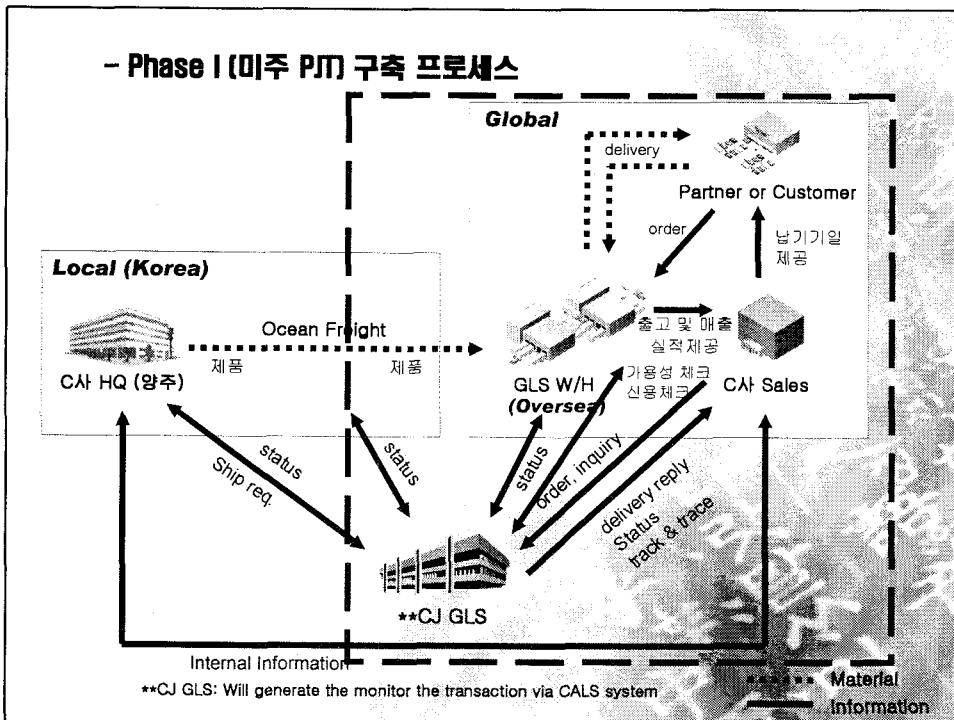 - Phase I (미주 PJT) 구축 프로세스
Global
delivery
Partner or Customer
order
납기기일
제공
Local (Korea)
Ocean Freight
제품
제품
C사 HQ (양주)
GLS W/H
(Oversea)
출고 및 매출
실적제공
가용성 체크
신용체크
C사 Sales
status
Ship req.
status
status
order, inquiry
delivery reply
Status
track & trace
**CJ GLS
Internal Information
**CJ GLS: Will generate the monitor the transaction via CALS system
Material
Information